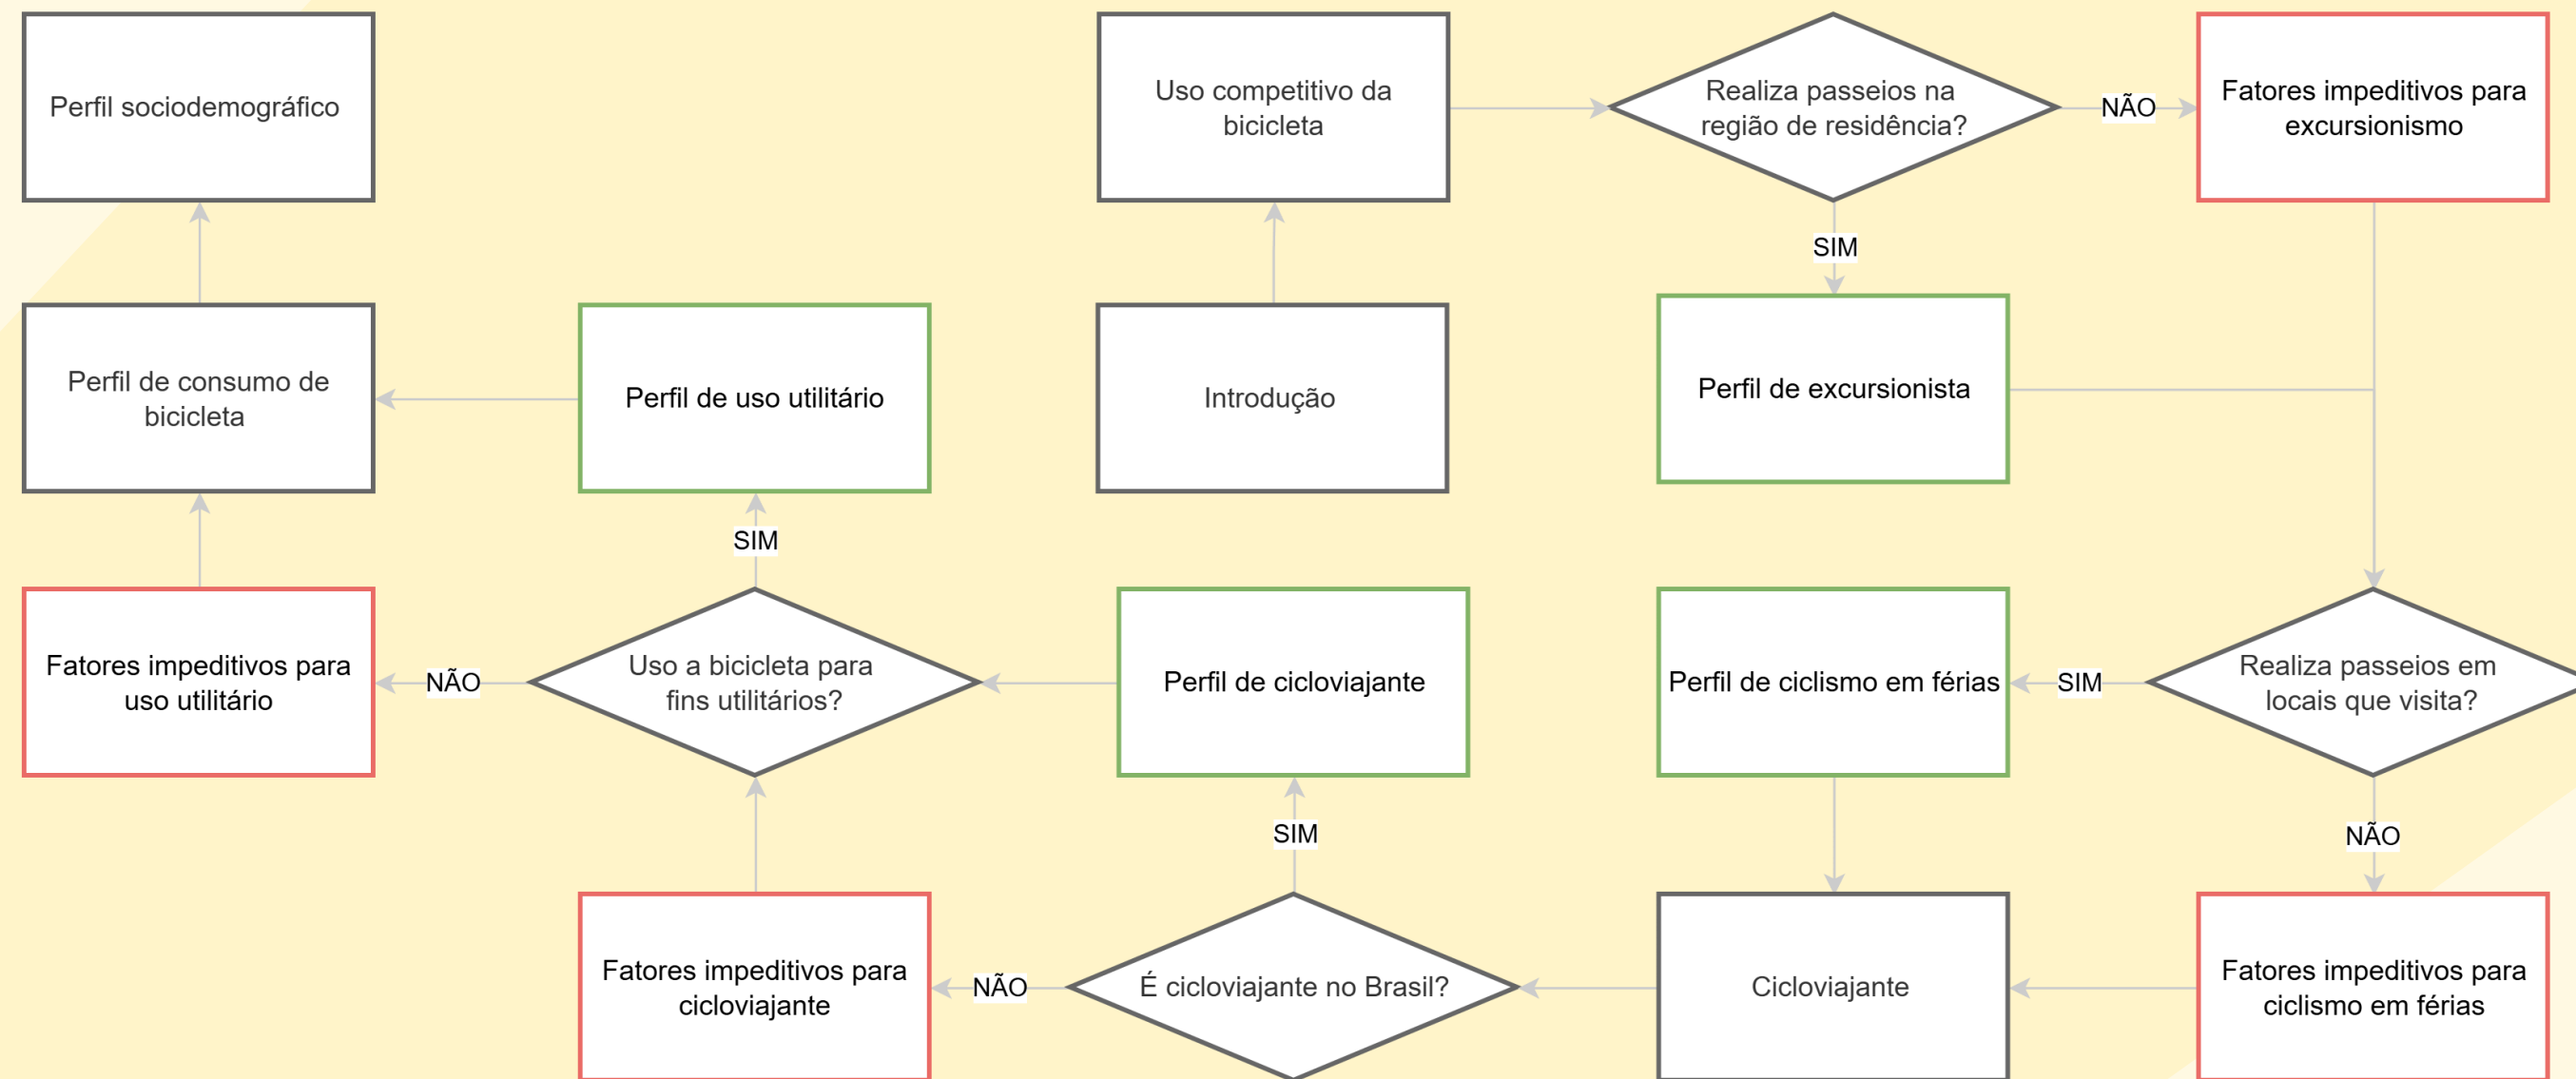 Perfil sociodemográfico
Uso competitivo da
bicicleta
Realiza passeios na
região de residência?
NÃO
Fatores impeditivos para
excursionismo
SIM
Perfil de consumo de
bicicleta
Perfil de uso utilitário
Introdução
Perfil de excursionista
SIM
Fatores impeditivos para
uso utilitário
NÃO
Uso a bicicleta para
fins utilitários?
Perfil de cicloviajante
Perfil de ciclismo em férias
SIM
Realiza passeios em
locais que visita?
SIM
NÃO
Fatores impeditivos para
cicloviajante
NÃO
É cicloviajante no Brasil?
Cicloviajante
Fatores impeditivos para
ciclismo em férias